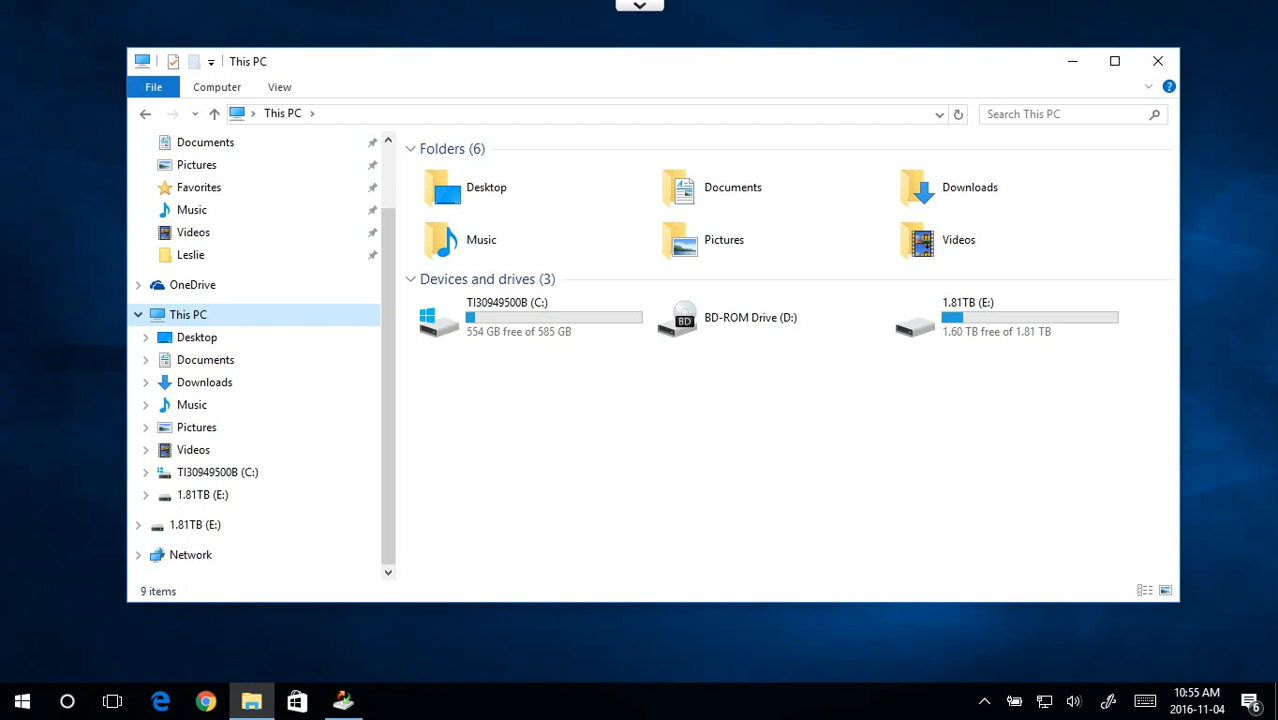 This PC
File Computer View
This PC
Search This PC
Documents
Pictures
Favorites
Music
Videos
Leslie
OneDrive
This PC
Desktop
Documents
Downloads
Music
Pictures
Videos
TI30949500B (C:)
1.81TB (E:)
1.81TB (E:)
Network
Folders (6)
Desktop
Documents
Downloads
Music
Pictures
Videos
Devices and drives (3)
TI30949500B (C:)
554 GB free of 585 GB
BD
BD-ROM Drive (D:)
1.81TB (E:)
1.60 TB free of 1.81 TB
9 items
10:55 AM
2016-11-04
6